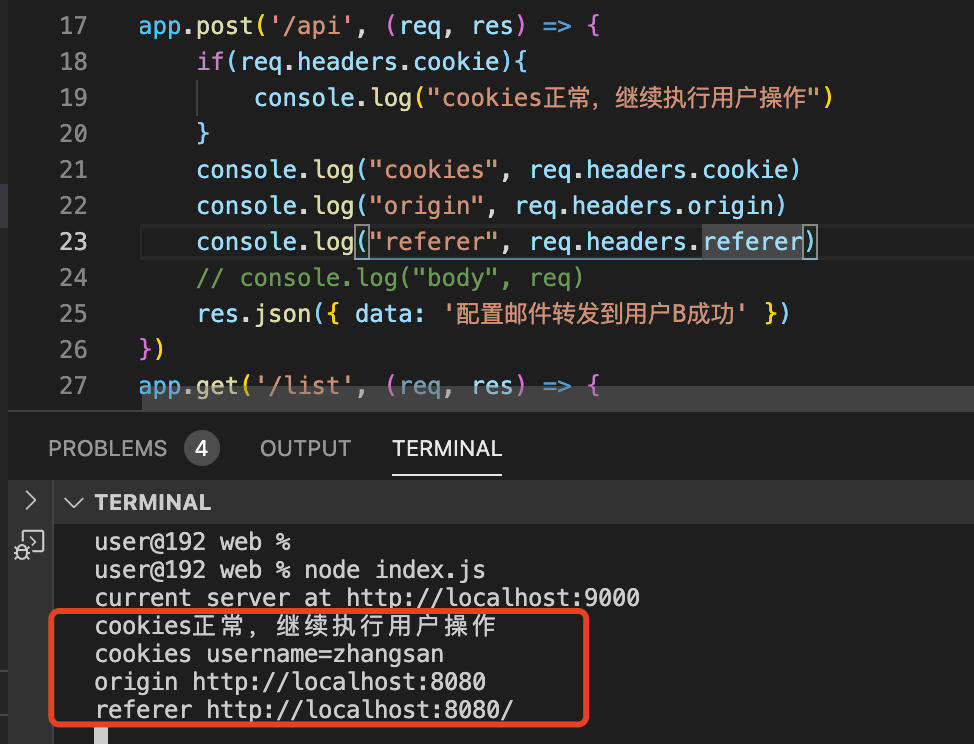 17 app.post('/api', (req, res) => {
18 if(req.headers.cookie){
19 console.log("cookies正常，继续执行用户操作")
20 }
21 console.log("cookies", req.headers.cookie)
22 console.log("origin", req.headers.origin)
23 console.log("referer", req.headers.referer)
24 // console.log("body", req)
25 res.json({ data: '配置邮件转发到用户B成功' })
26 })
27 app.get('/list', (req, res) => {
PROBLEMS 4 OUTPUT TERMINAL
TERMINAL
user@192 web %
user@192 web % node index.js
current server at http://localhost:9000
cookies正常，继续执行用户操作
cookies username=zhangsan
origin http://localhost:8080
referer http://localhost:8080/